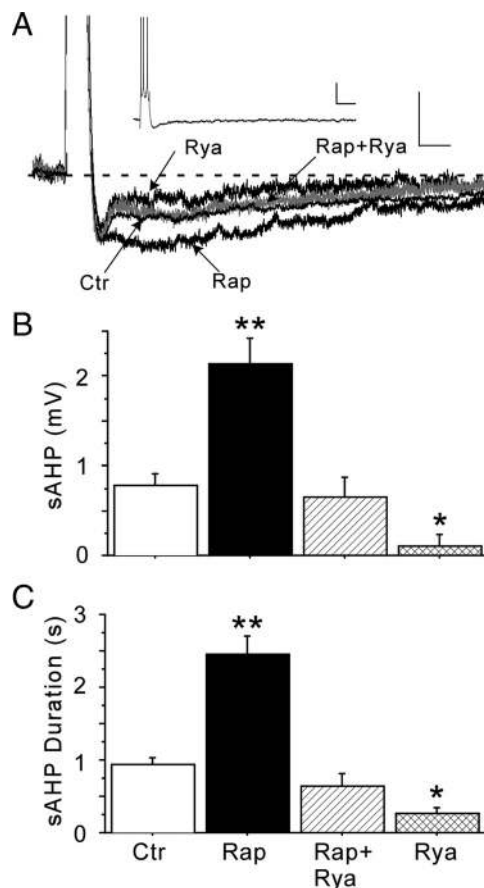 A
Rya
Rap+Rya
Ctr
Rap
B
**
2
sAHP (mV)
1
*
0
C
3
**
2
sAHP Duration (s)
1
*
0
Ctr Rap Rap+ Rya
Rya